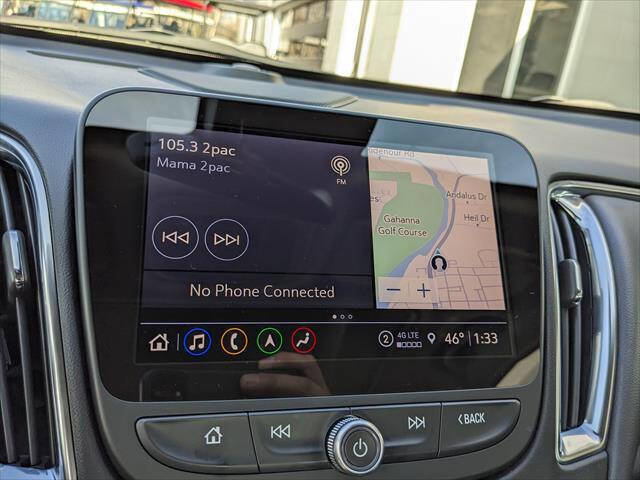 105.3 2pac
Mama 2pac
FM
No Phone Connected
Andalus Dr
Heil Dr
Gahanna
Golf Course
2
4G LTE
46°
1:33
BACK